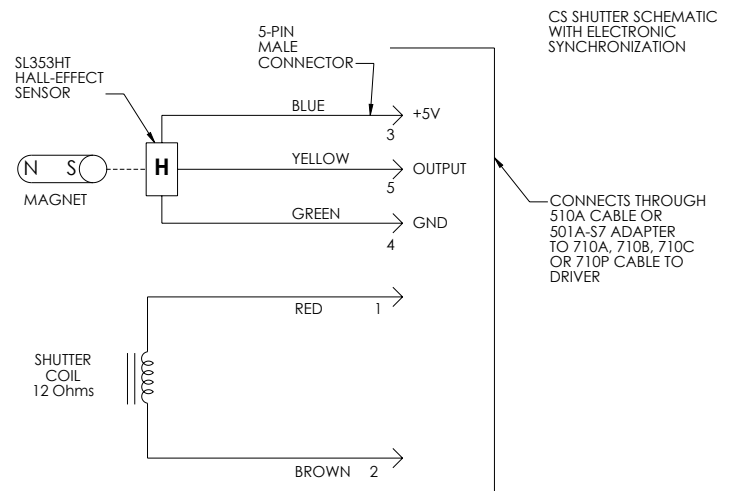 CS SHUTTER SCHEMATIC
WITH ELECTRONIC
SYNCHRONIZATION
5-PIN
MALE
CONNECTOR
SL353HT
HALL-EFFECT
SENSOR
BLUE
+5V
3
N S
H
YELLOW
OUTPUT
5
MAGNET
GREEN
GND
4
CONNECTS THROUGH
510A CABLE OR
501A-S7 ADAPTER
TO 710A, 710B, 710C
OR 710P CABLE TO
DRIVER
RED
1
SHUTTER
COIL
12 Ohms
BROWN
2